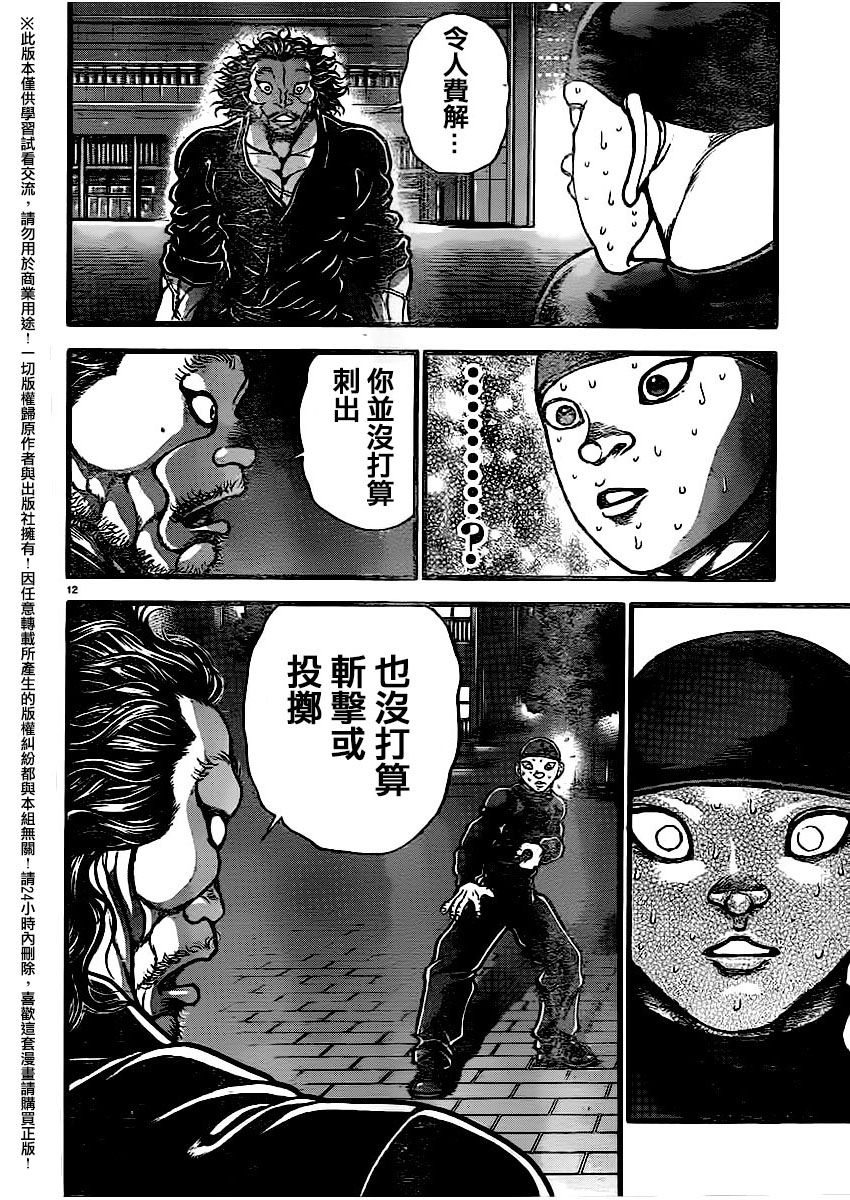 令人費解…
………？
你並沒打算
刺出
12
也沒打算
斬擊或
投擲
※此版本僅供學習試看交流，請勿用於商業用途！一切版權歸原作者與出版社擁有！因任意轉載所產生的版權糾紛都與本組無關！請24小時內刪除，喜歡這套漫畫請購買正版！